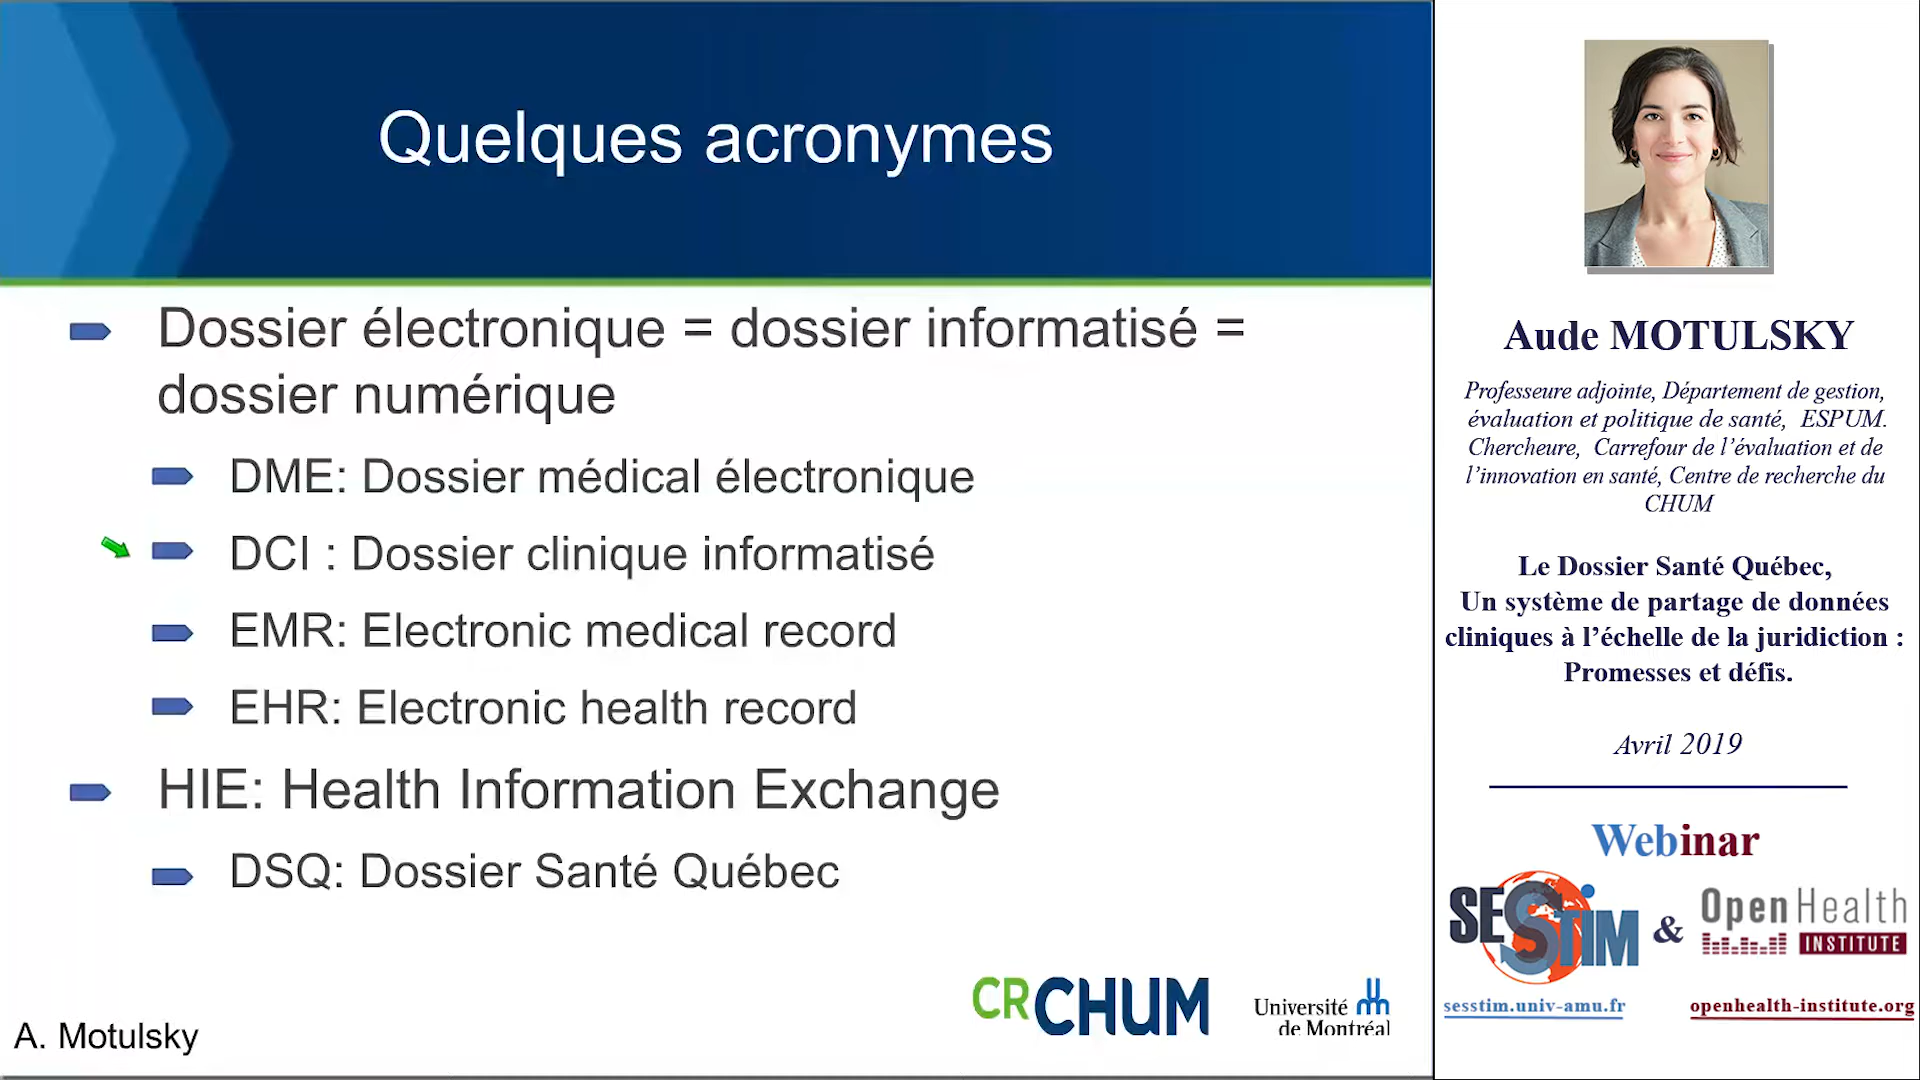 Quelques acronymes
Dossier électronique = dossier informatisé =
dossier numérique
DME: Dossier médical électronique
DCI : Dossier clinique informatisé
EMR: Electronic medical record
EHR: Electronic health record
HIE: Health Information Exchange
DSQ: Dossier Santé Québec
CRCHUM
Université
de Montréal
A. Motulsky
Aude MOTULSKY
Professeure adjointe, Département de gestion,
évaluation et politique de santé, ESPUM.
Chercheure, Carrefour de l’évaluation et de
l’innovation en santé, Centre de recherche du
CHUM
Le Dossier Santé Québec,
Un système de partage de données
cliniques à l’échelle de la juridiction :
Promesses et défis.
Avril 2019
Webinar
SESSTIM & Open Health
INSTITUTE
sesstim.univ-amu.fr openhealth-institute.org